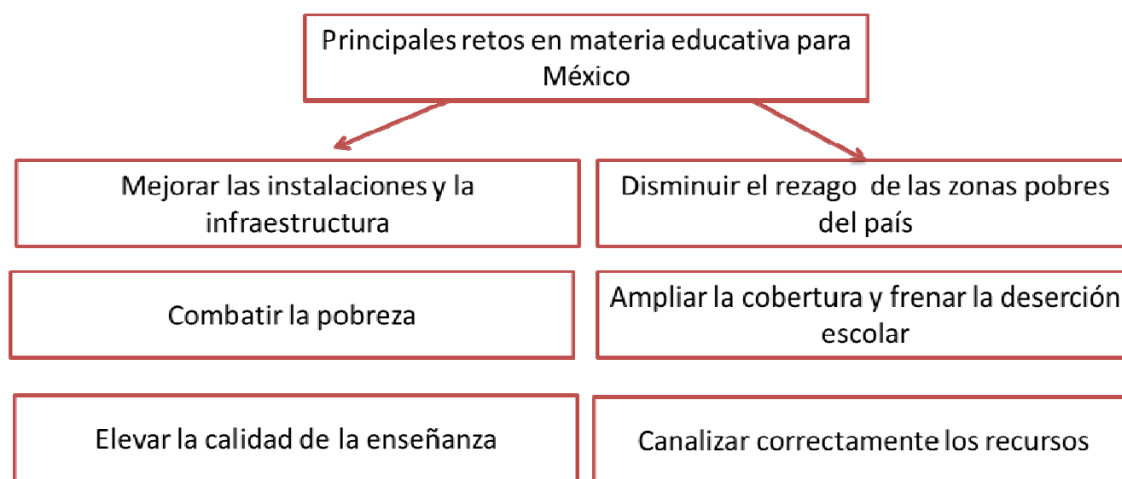 Principales retos en materia educativa para
México
Mejorar las instalaciones y la
infraestructura
Disminuir el rezago de las zonas pobres
del país
Combatir la pobreza
Ampliar la cobertura y frenar la deserción
escolar
Elevar la calidad de la enseñanza
Canalizar correctamente los recursos